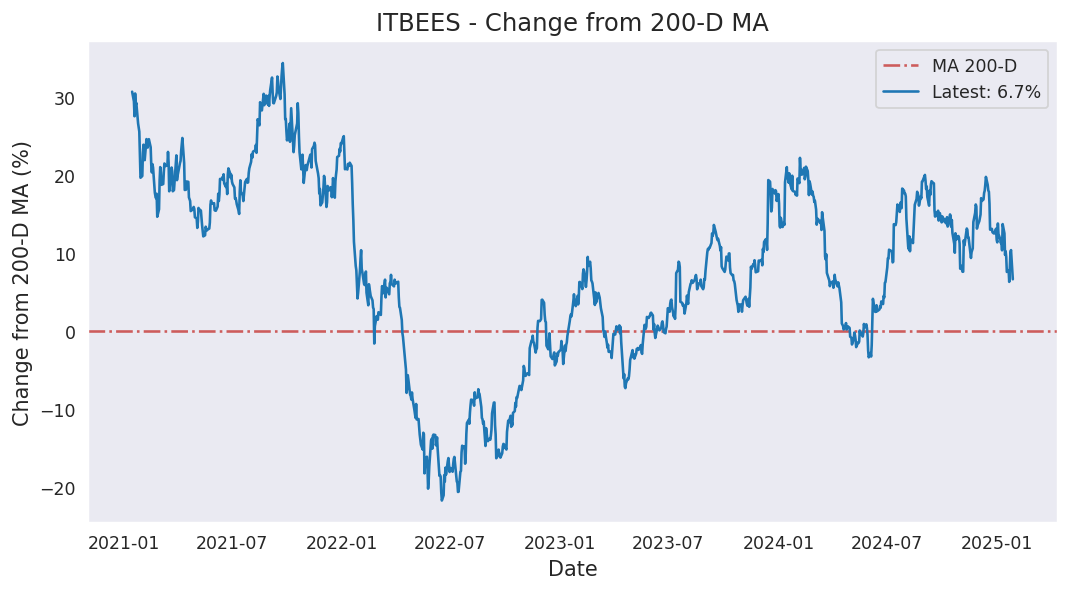 ITBEES - Change from 200-D MA
MA 200-D
Latest: 6.7%
Change from 200-D MA (%)
30
20
10
0
−10
−20
2021-01 2021-07 2022-01 2022-07 2023-01 2023-07 2024-01 2024-07 2025-01
Date